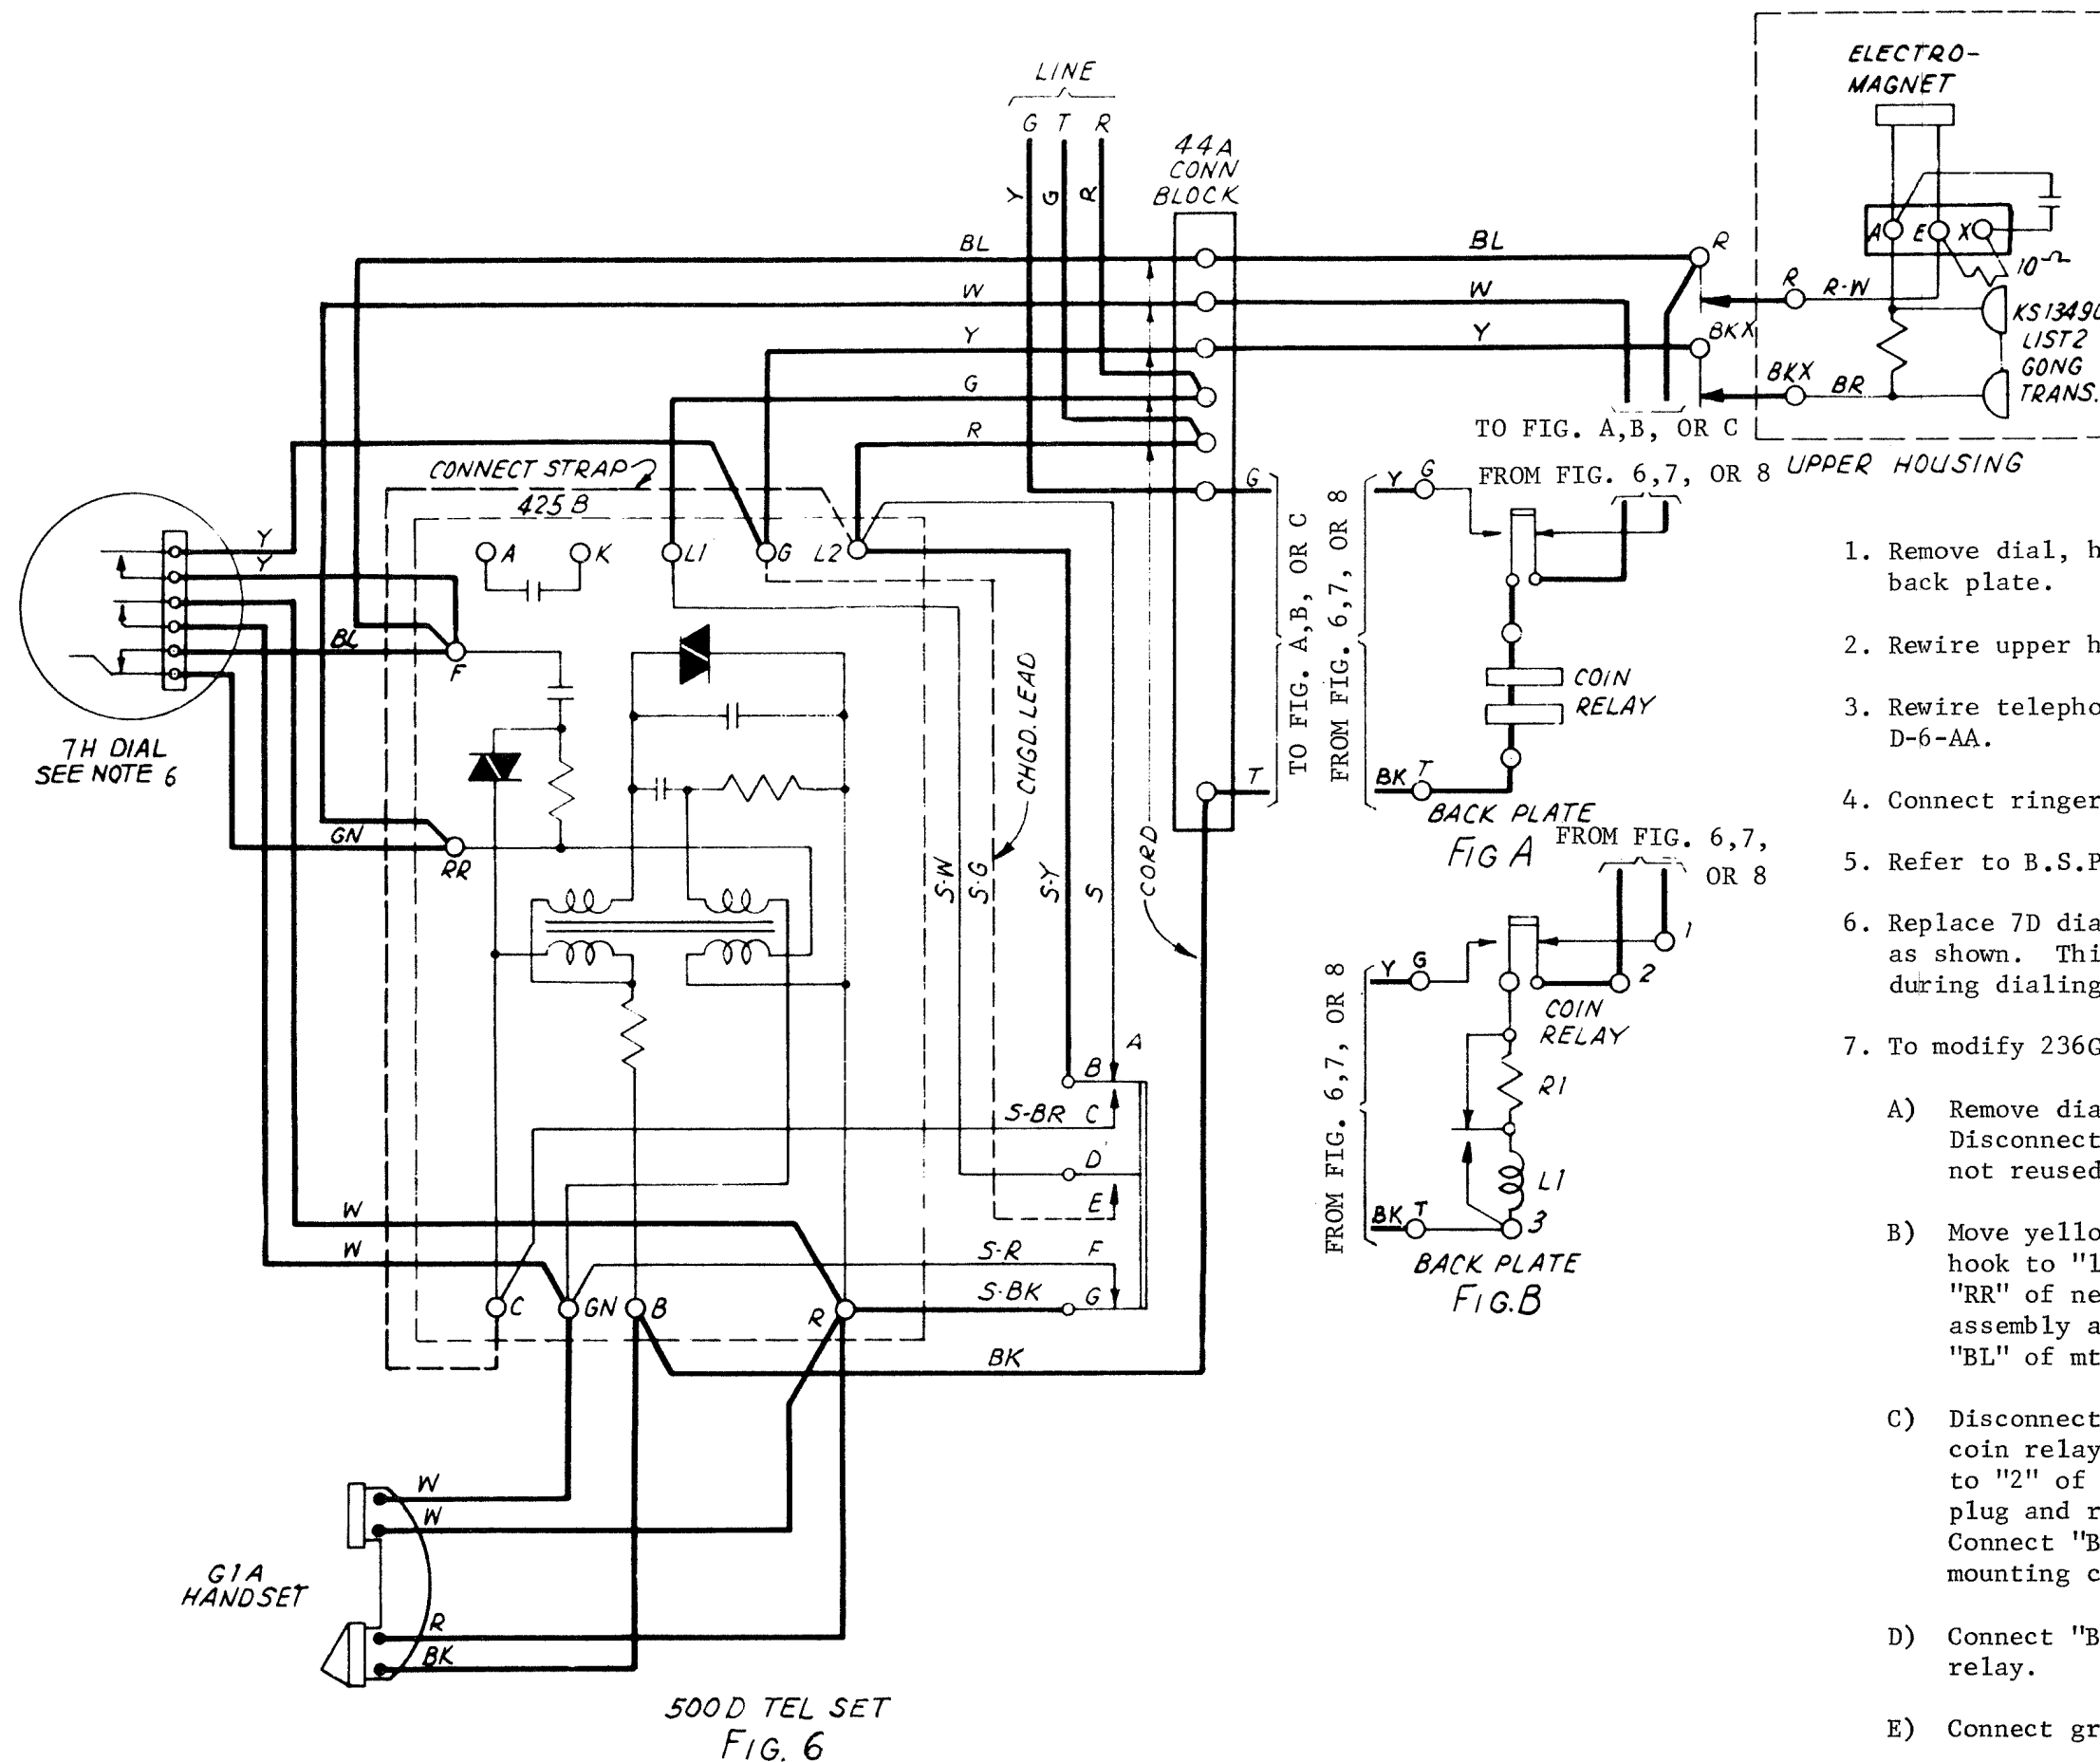 LINE
G T R
Y G R
44A
CONN
BLOCK
ELECTRO-
MAGNET
A E X
10
R R-W
BKX BR
KS13490
LIST2
GONG
TRANS.
UPPER HOUSING
BL
W
Y
G
R
BL
W
Y
R
BKX
TO FIG. A,B, OR C
G
T
TO FIG. A,B, OR C
CONNECT STRAP
425B
A K L1 G L2
Y
Y
BL
F
GN
RR
7H DIAL
SEE NOTE 6
CHGD. LEAD
S-W
S-G
S-Y
S
CORD
A
B
S-BR C
D
E
S-R F
S-BK G
W
W
C GN B R
BK
W
W
R
BK
G1A
HANDSET
500D TEL SET
FIG. 6
FROM FIG. 6,7, OR 8
FROM FIG. 6,7, OR 8
Y G
COIN
RELAY
BK T
BACK PLATE
FIG A
FROM FIG. 6,7,
OR 8
FROM FIG. 6,7, OR 8
Y G
1
2
COIN
RELAY
R1
L1
BK T
3
BACK PLATE
FIG.B
1. Remove dial, h
back plate.
2. Rewire upper h
3. Rewire telepho
D-6-AA.
4. Connect ringer
5. Refer to B.S.P
6. Replace 7D dia
as shown. Thi
during dialing
7. To modify 236G
A) Remove dia
Disconnect
not reused
B) Move yello
hook to "1
"RR" of ne
assembly a
"BL" of mt
C) Disconnect
coin relay
to "2" of
plug and r
Connect "B
mounting c
D) Connect "B
relay.
E) Connect gr